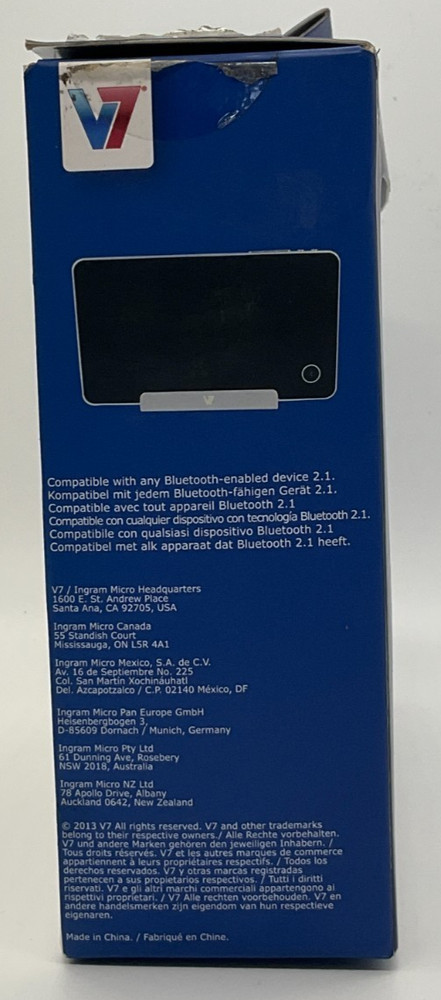 V7
V7
Compatible with any Bluetooth-enabled device 2.1.
Kompatibel mit jedem Bluetooth-fähigen Gerät 2.1.
Compatible avec tout appareil Bluetooth 2.1
Compatible con cualquier dispositivo con tecnología Bluetooth 2.1.
Compatibile con qualsiasi dispositivo Bluetooth 2.1
Compatibel met alk apparaat dat Bluetooth 2.1 heeft.
V7 / Ingram Micro Headquarters
1600 E. St. Andrew Place
Santa Ana, CA 92705, USA
Ingram Micro Canada
55 Standish Court
Mississauga, ON L5R 4A1
Ingram Micro Mexico, S.A. de C.V.
Av. 16 de Septiembre No. 225
Col. San Martín Xochináuhatl
Del. Azcapotzalco / C.P. 02140 México, DF
Ingram Micro Pan Europe GmbH
Heisenbergbogen 3,
D-85609 Dornach / Munich, Germany
Ingram Micro Pty Ltd
61 Dunning Ave, Rosebery
NSW 2018, Australia
Ingram Micro NZ Ltd
78 Apollo Drive, Albany
Auckland 0642, New Zealand
© 2013 V7 All rights reserved. V7 and other trademarks
belong to their respective owners./ Alle Rechte vorbehalten.
V7 und andere Marken gehören den jeweiligen Inhabern. /
Tous droits réservés. V7 et les autres marques de commerce
appartiennent à leurs propriétaires respectifs. / Todos los
derechos reservados. V7 y otras marcas registradas
pertenecen a sus propietarios respectivos. / Tutti i diritti
riservati. V7 e gli altri marchi commerciali appartengono ai
rispettivi proprietari. / V7 Alle rechten voorbehouden. V7 en
andere handelsmerken zijn eigendom van hun respectieve
eigenaren.
Made in China. / Fabriqué en Chine.